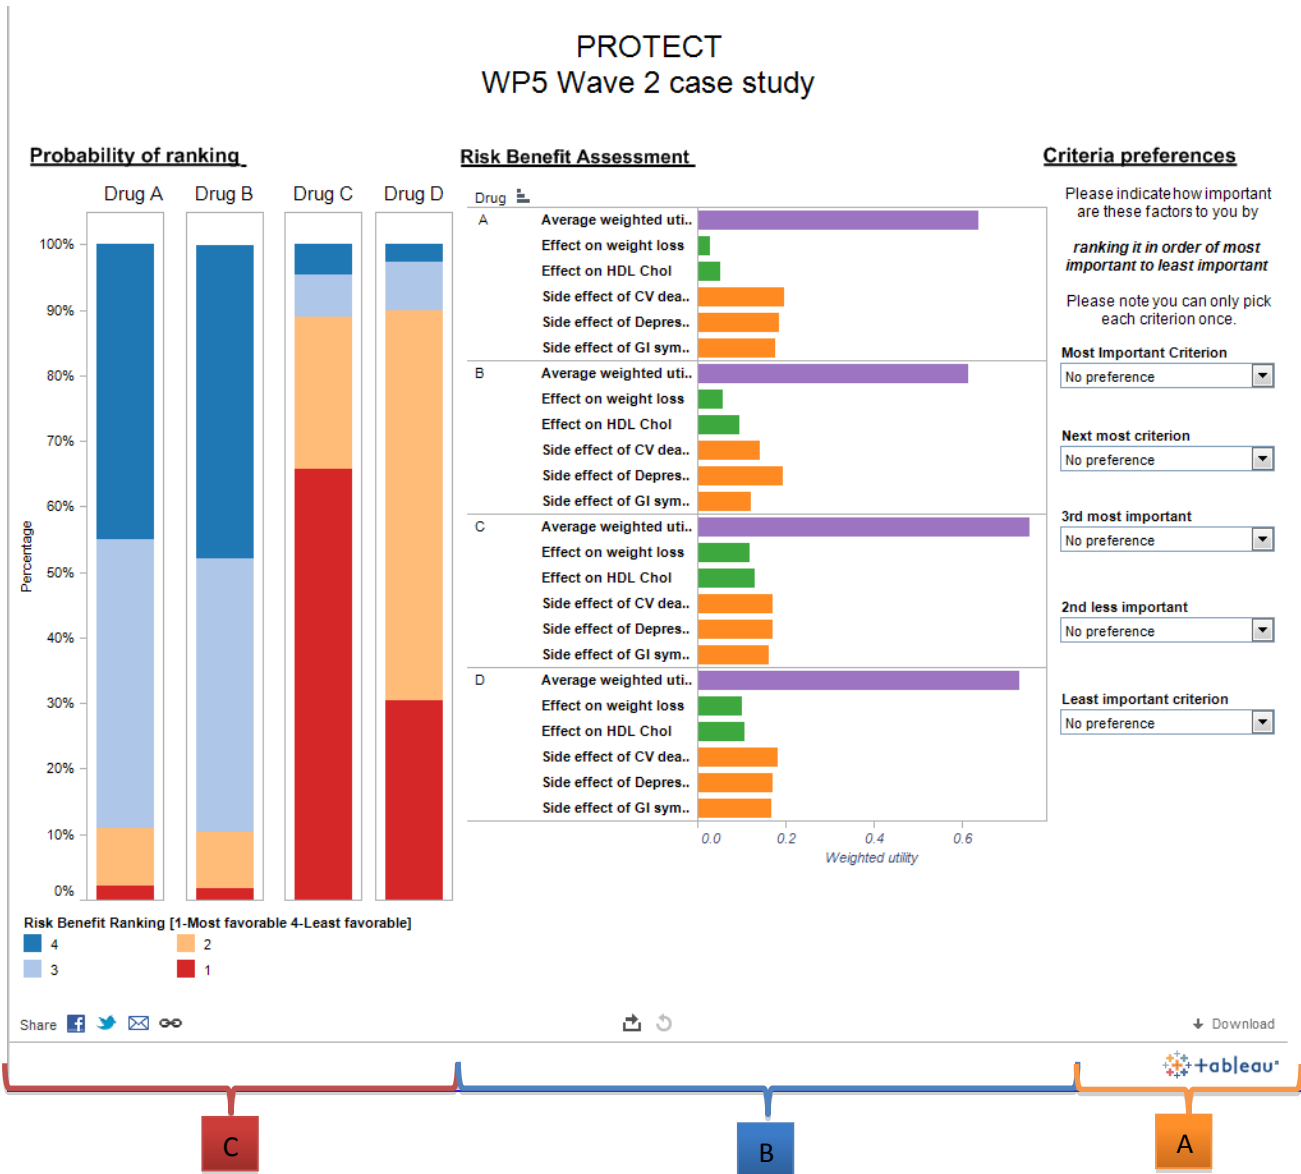 PROTECT
WP5 Wave 2 case study
Probability of ranking
Drug A
Drug B
Drug C
Drug D
100%
90%
80%
70%
60%
50%
40%
30%
20%
10%
0%
Percentage
Risk Benefit Ranking [1-Most favorable 4-Least favorable]
4
2
3
1
Risk Benefit Assessment
Drug
A
Average weighted uti..
Effect on weight loss
Effect on HDL Chol
Side effect of CV dea..
Side effect of Depres..
Side effect of GI sym..
B
Average weighted uti..
Effect on weight loss
Effect on HDL Chol
Side effect of CV dea..
Side effect of Depres..
Side effect of GI sym..
C
Average weighted uti..
Effect on weight loss
Effect on HDL Chol
Side effect of CV dea..
Side effect of Depres..
Side effect of GI sym..
D
Average weighted uti..
Effect on weight loss
Effect on HDL Chol
Side effect of CV dea..
Side effect of Depres..
Side effect of GI sym..
0.0
0.2
0.4
0.6
Weighted utility
Criteria preferences
Please indicate how important
are these factors to you by
ranking it in order of most
important to least important
Please note you can only pick
each criterion once.
Most Important Criterion
No preference
Next most criterion
No preference
3rd most important
No preference
2nd less important
No preference
Least important criterion
No preference
Share
Download
+ableau
C
B
A